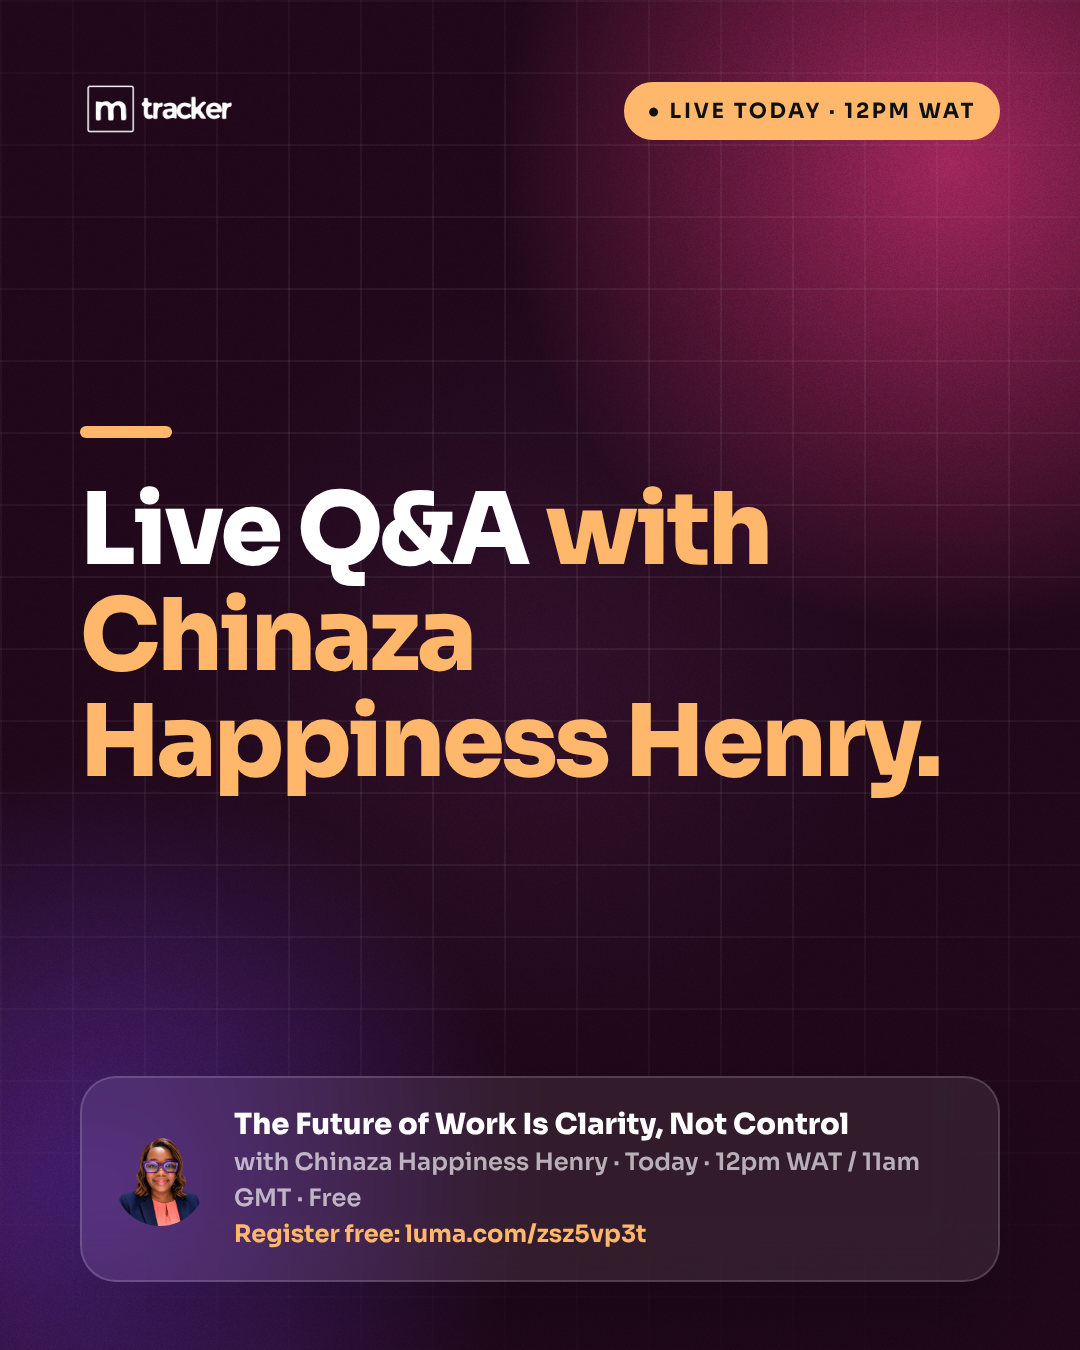 m tracker
• LIVE TODAY · 12PM WAT
Live Q&A with
Chinaza
Happiness Henry.
The Future of Work Is Clarity, Not Control
with Chinaza Happiness Henry · Today · 12pm WAT / 11am
GMT · Free
Register free: luma.com/zsz5vp3t